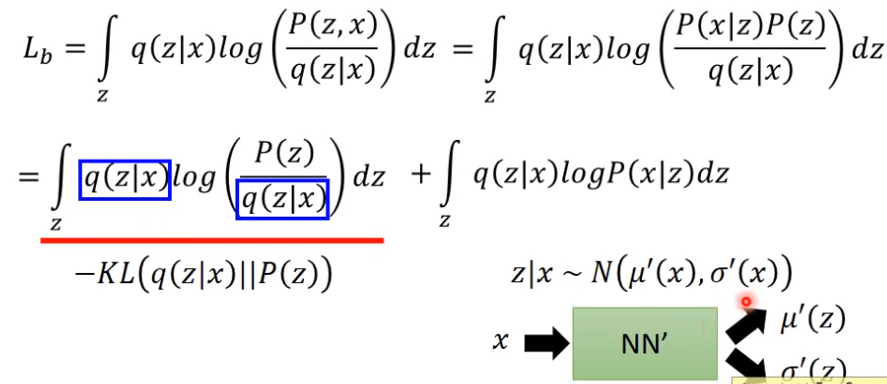 L_b = ∫_z q(z|x)log(P(z, x)/q(z|x)) dz = ∫_z q(z|x)log(P(x|z)P(z)/q(z|x)) dz
= ∫_z q(z|x)log(P(z)/q(z|x)) dz + ∫_z q(z|x)logP(x|z)dz
−KL(q(z|x)||P(z))
z|x ~ N(μ′(x), σ′(x))
x
NN′
μ′(z)
σ′(z)